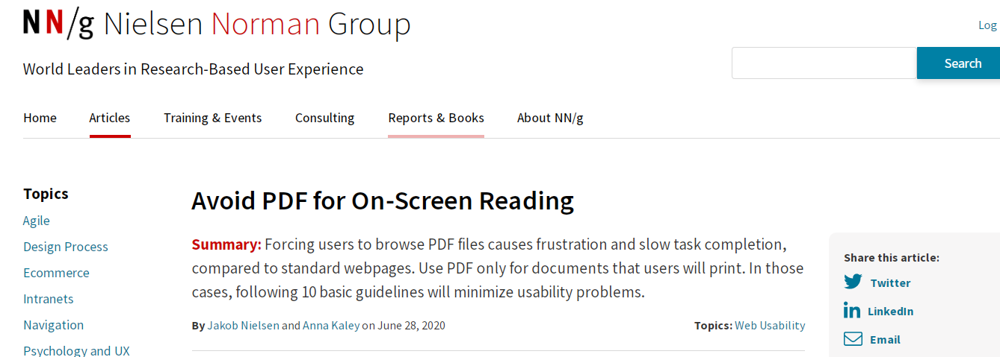 NN/g Nielsen Norman Group
Log
World Leaders in Research-Based User Experience
Search
Home Articles Training & Events Consulting Reports & Books About NN/g
Topics
Agile
Design Process
Ecommerce
Intranets
Navigation
Psychology and UX
Avoid PDF for On-Screen Reading
Summary: Forcing users to browse PDF files causes frustration and slow task completion,
compared to standard webpages. Use PDF only for documents that users will print. In those
cases, following 10 basic guidelines will minimize usability problems.
By Jakob Nielsen and Anna Kaley on June 28, 2020
Topics: Web Usability
Share this article:
Twitter
LinkedIn
Email